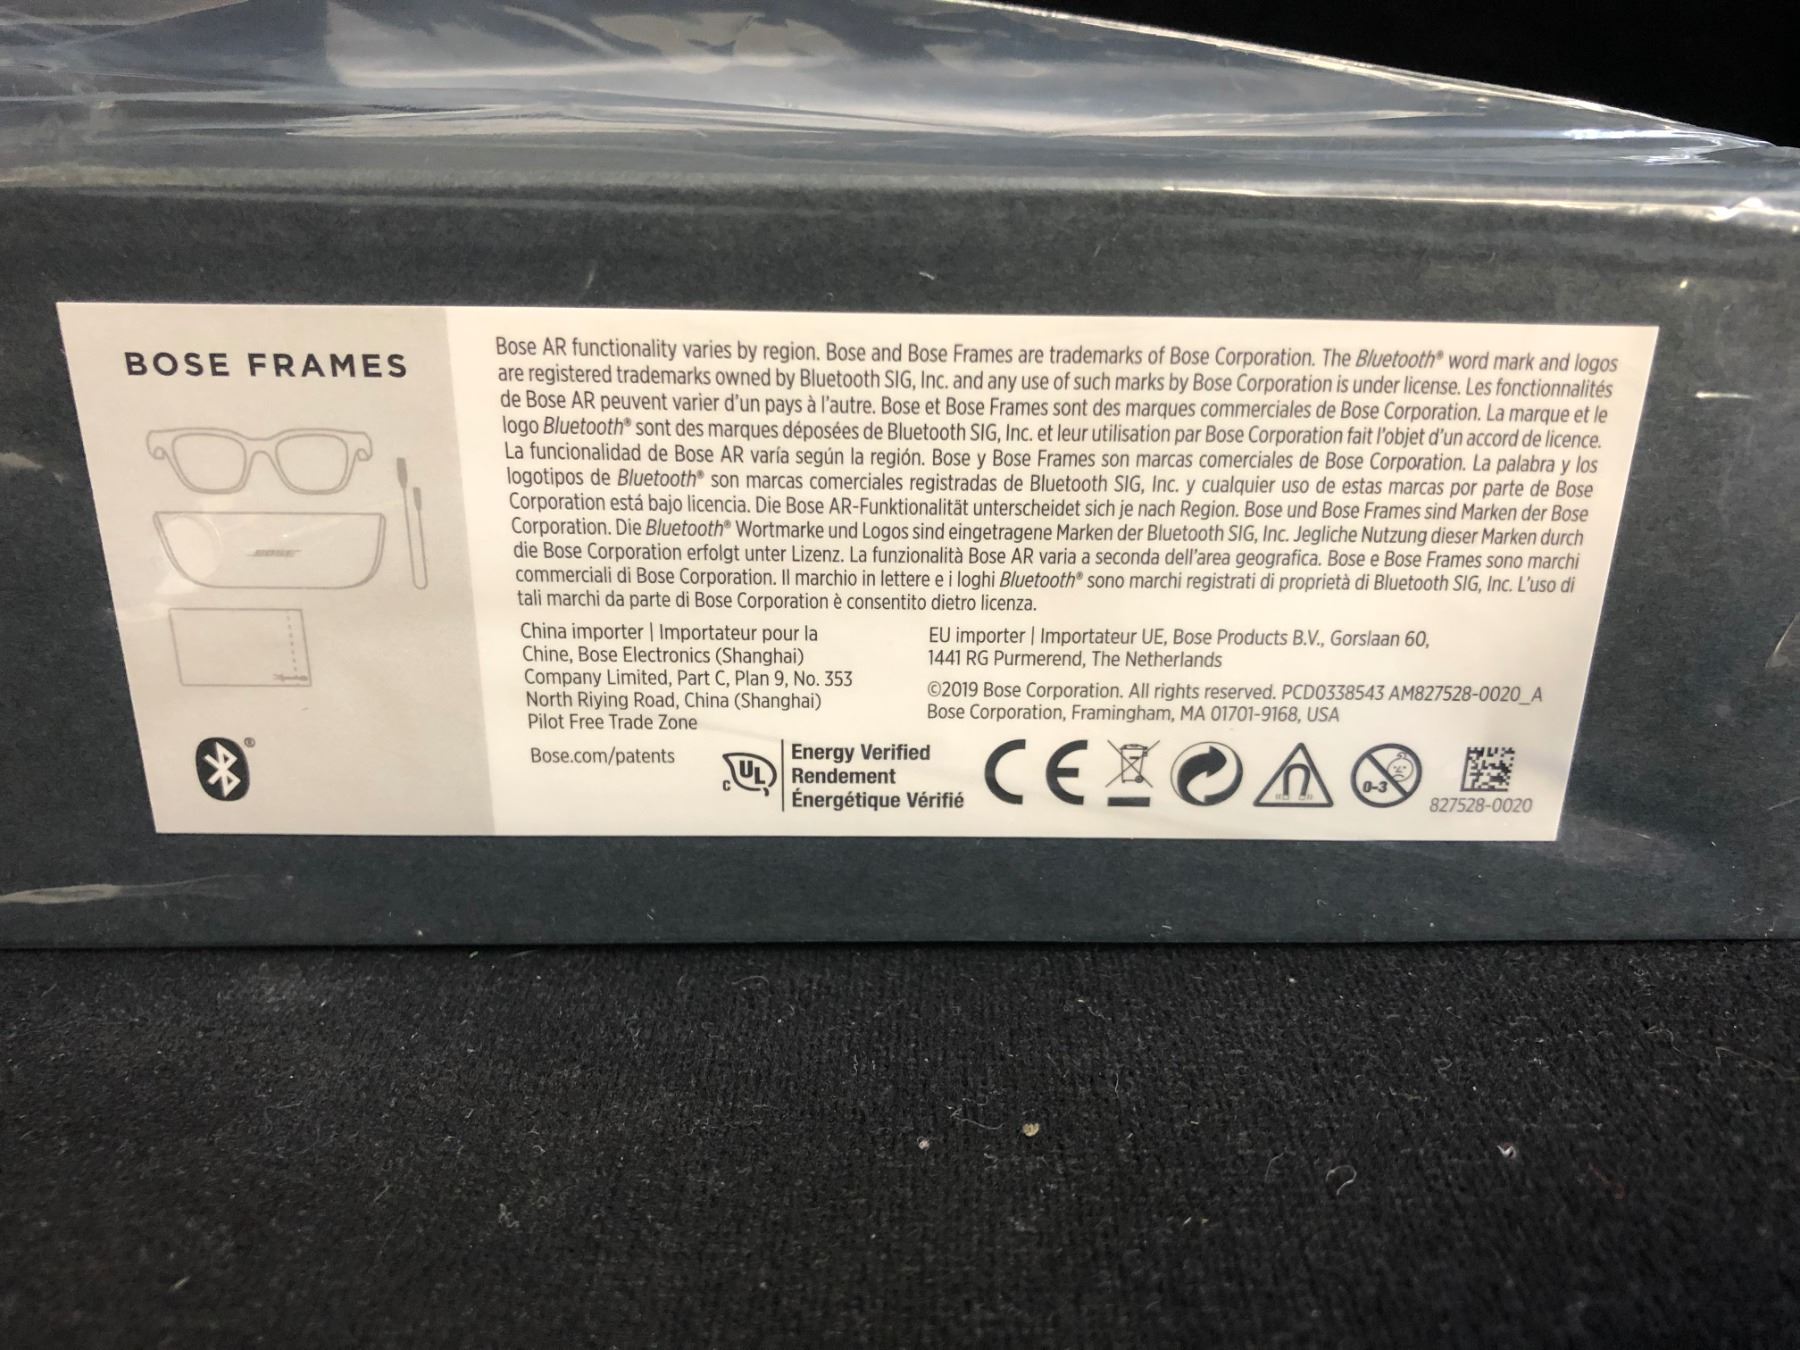 BOSE FRAMES
BOSE
Bose AR functionality varies by region. Bose and Bose Frames are trademarks of Bose Corporation. The Bluetooth® word mark and logos
are registered trademarks owned by Bluetooth SIG, Inc. and any use of such marks by Bose Corporation is under license. Les fonctionnalités
de Bose AR peuvent varier d'un pays à l'autre. Bose et Bose Frames sont des marques commerciales de Bose Corporation. La marque et le
logo Bluetooth® sont des marques déposées de Bluetooth SIG, Inc. et leur utilisation par Bose Corporation fait l'objet d'un accord de licence.
La funcionalidad de Bose AR varía según la región. Bose y Bose Frames son marcas comerciales de Bose Corporation. La palabra y los
logotipos de Bluetooth® son marcas comerciales registradas de Bluetooth SIG, Inc. y cualquier uso de estas marcas por parte de Bose
Corporation está bajo licencia. Die Bose AR-Funktionalität unterscheidet sich je nach Region. Bose und Bose Frames sind Marken der Bose
Corporation. Die Bluetooth® Wortmarke und Logos sind eingetragene Marken der Bluetooth SIG, Inc. Jegliche Nutzung dieser Marken durch
die Bose Corporation erfolgt unter Lizenz. La funzionalità Bose AR varia a seconda dell'area geografica. Bose e Bose Frames sono marchi
commerciali di Bose Corporation. Il marchio in lettere e i loghi Bluetooth® sono marchi registrati di proprietà di Bluetooth SIG, Inc. L'uso di
tali marchi da parte di Bose Corporation è consentito dietro licenza.
China importer | Importateur pour la
Chine, Bose Electronics (Shanghai)
Company Limited, Part C, Plan 9, No. 353
North Riying Road, China (Shanghai)
Pilot Free Trade Zone
EU importer | Importateur UE, Bose Products B.V., Gorslaan 60,
1441 RG Purmerend, The Netherlands
©2019 Bose Corporation. All rights reserved. PCD0338543 AM827528-0020_A
Bose Corporation, Framingham, MA 01701-9168, USA
®
Bose.com/patents
C UL
Energy Verified
Rendement
Énergétique Vérifié
CE
0-3
827528-0020